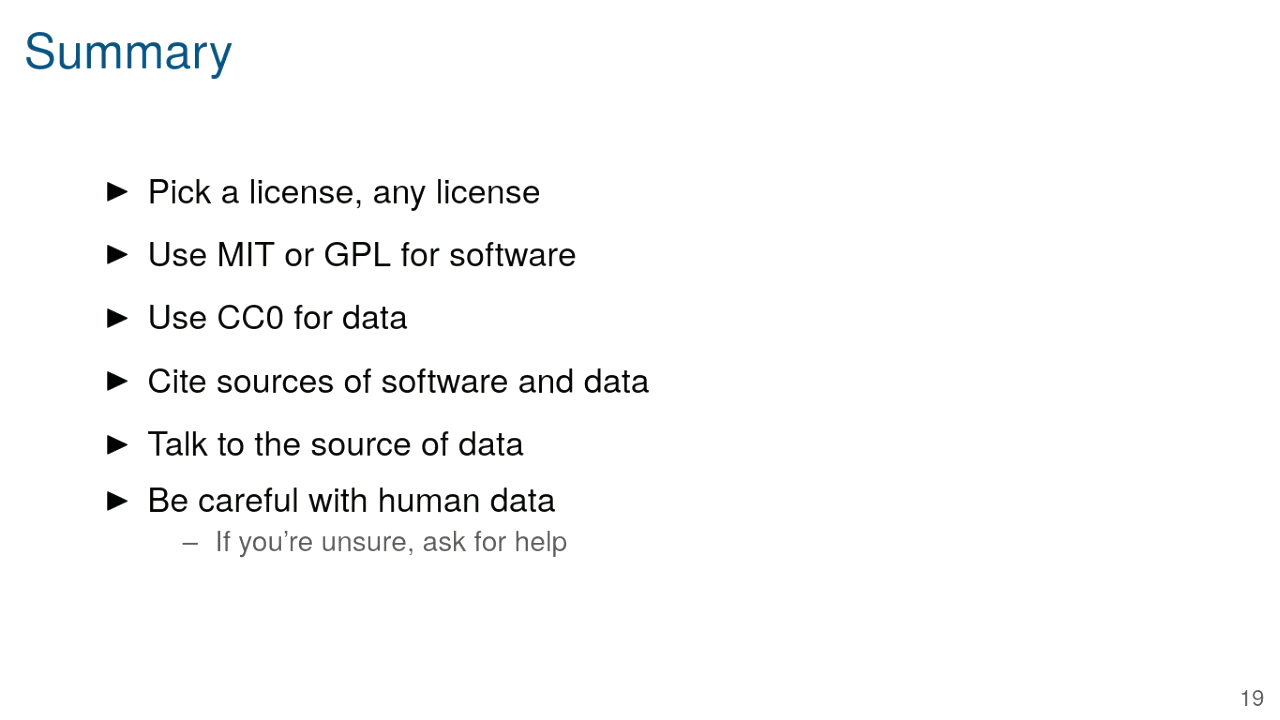 Summary
▶ Pick a license, any license
▶ Use MIT or GPL for software
▶ Use CC0 for data
▶ Cite sources of software and data
▶ Talk to the source of data
▶ Be careful with human data
– If you’re unsure, ask for help
19